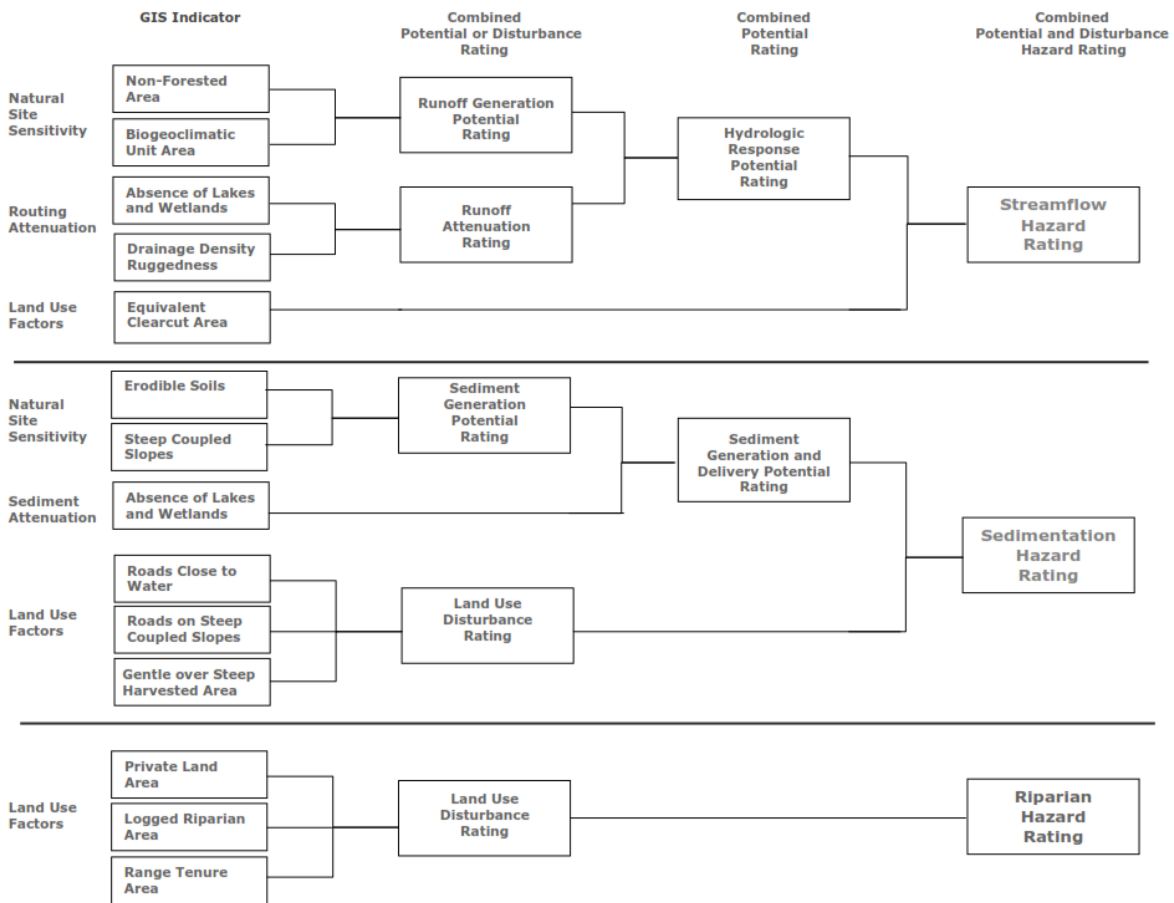 GIS Indicator
Combined
Potential or Disturbance
Rating
Combined
Potential
Rating
Combined
Potential and Disturbance
Hazard Rating
Natural
Site
Sensitivity
Non-Forested
Area
Biogeoclimatic
Unit Area
Runoff Generation
Potential
Rating
Hydrologic
Response
Potential
Rating
Routing
Attenuation
Absence of Lakes
and Wetlands
Drainage Density
Ruggedness
Runoff
Attenuation
Rating
Streamflow
Hazard
Rating
Land Use
Factors
Equivalent
Clearcut Area
Natural
Site
Sensitivity
Erodible Soils
Steep Coupled
Slopes
Sediment
Generation
Potential
Rating
Sediment
Generation and
Delivery Potential
Rating
Sediment
Attenuation
Absence of Lakes
and Wetlands
Sedimentation
Hazard
Rating
Land Use
Factors
Roads Close to
Water
Roads on Steep
Coupled Slopes
Gentle over Steep
Harvested Area
Land Use
Disturbance
Rating
Land Use
Factors
Private Land
Area
Logged Riparian
Area
Range Tenure
Area
Land Use
Disturbance
Rating
Riparian
Hazard
Rating